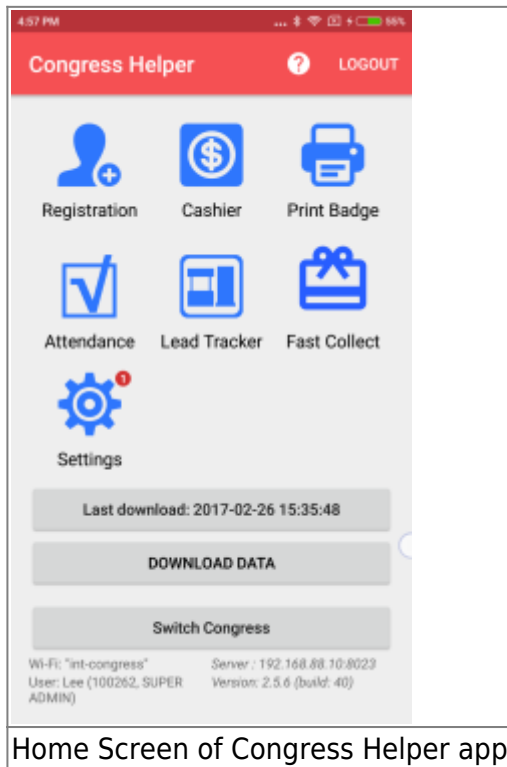 4:57 PM ... 55%
Congress Helper ? LOGOUT
Registration Cashier Print Badge
Attendance Lead Tracker Fast Collect
1
Settings
Last download: 2017-02-26 15:35:48
DOWNLOAD DATA
Switch Congress
Wi-Fi: "int-congress" Server : 192.168.88.10:8023
User: Lee (100262, SUPER Version: 2.5.6 (build: 40)
ADMIN)
Home Screen of Congress Helper app